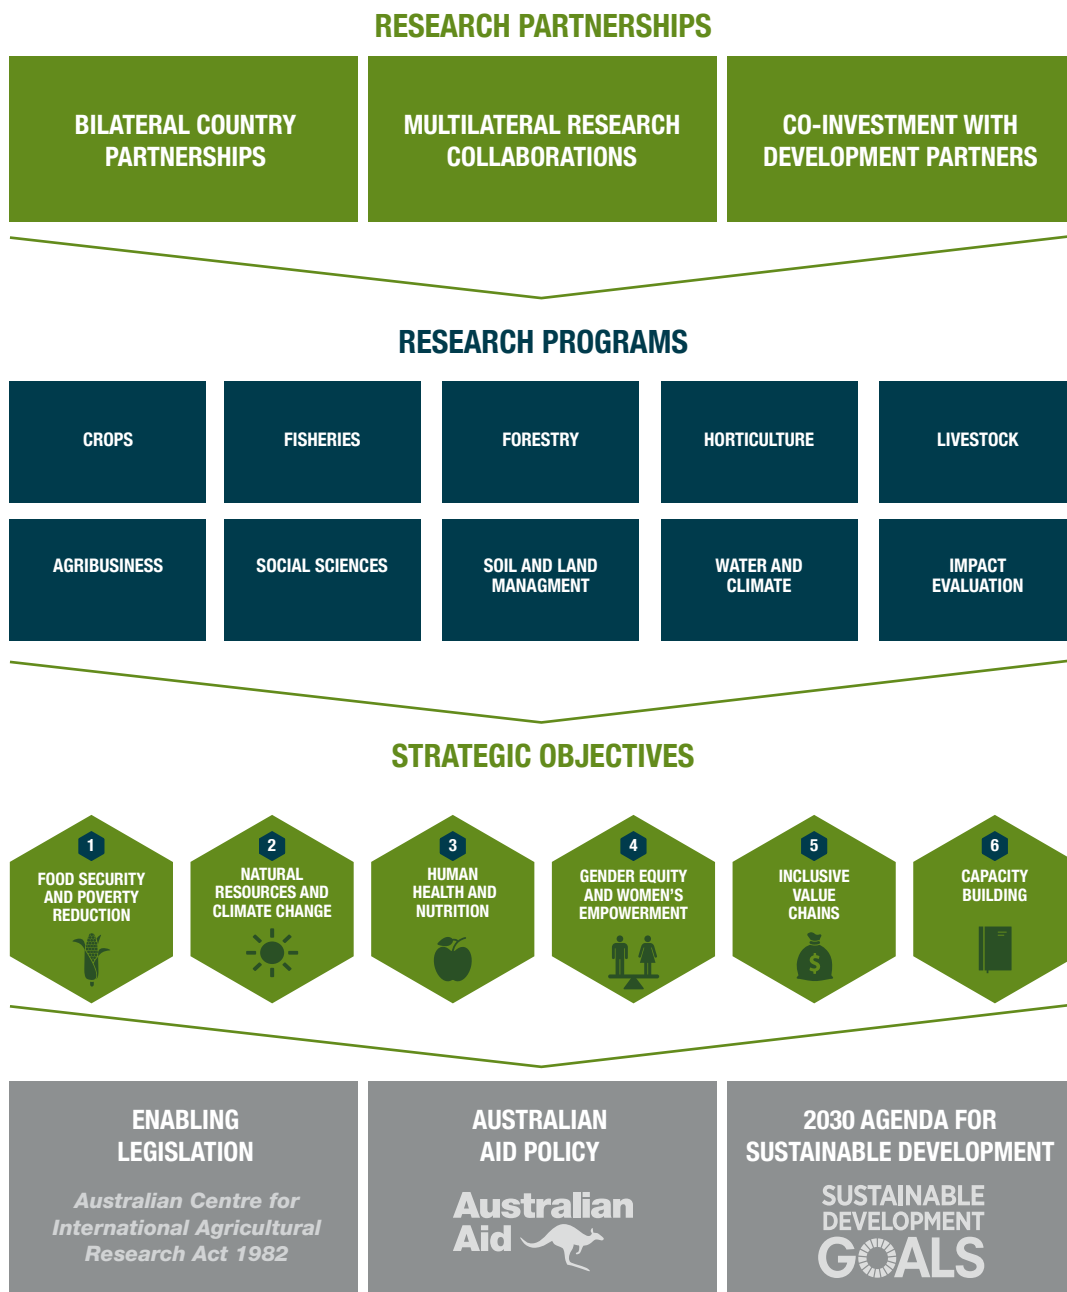 RESEARCH PARTNERSHIPS
BILATERAL COUNTRY
PARTNERSHIPS
MULTILATERAL RESEARCH
COLLABORATIONS
CO-INVESTMENT WITH
DEVELOPMENT PARTNERS
RESEARCH PROGRAMS
CROPS
FISHERIES
FORESTRY
HORTICULTURE
LIVESTOCK
AGRIBUSINESS
SOCIAL SCIENCES
SOIL AND LAND
MANAGMENT
WATER AND
CLIMATE
IMPACT
EVALUATION
STRATEGIC OBJECTIVES
1
FOOD SECURITY
AND POVERTY
REDUCTION
2
NATURAL
RESOURCES AND
CLIMATE CHANGE
3
HUMAN
HEALTH AND
NUTRITION
4
GENDER EQUITY
AND WOMEN'S
EMPOWERMENT
5
INCLUSIVE
VALUE
CHAINS
$
6
CAPACITY
BUILDING
ENABLING
LEGISLATION
Australian Centre for
International Agricultural
Research Act 1982
AUSTRALIAN
AID POLICY
Australian
Aid
2030 AGENDA FOR
SUSTAINABLE DEVELOPMENT
SUSTAINABLE
DEVELOPMENT
GOALS